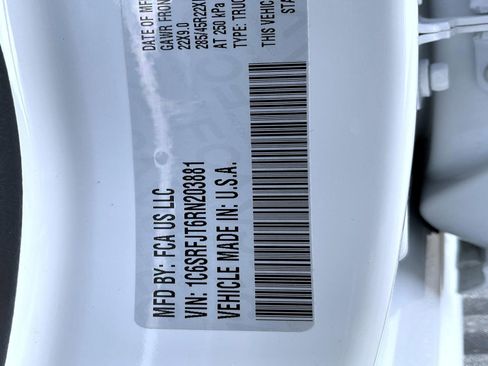 MFD BY: FCA US LLC
VIN: 1C6SRFJT6RN203881
VEHICLE MADE IN: U.S.A.
DATE OF MF
GAWR FRON
22X9.0
285/45R22X
AT 250 kPa
TYPE: TRUC
THIS VEHIC
STA